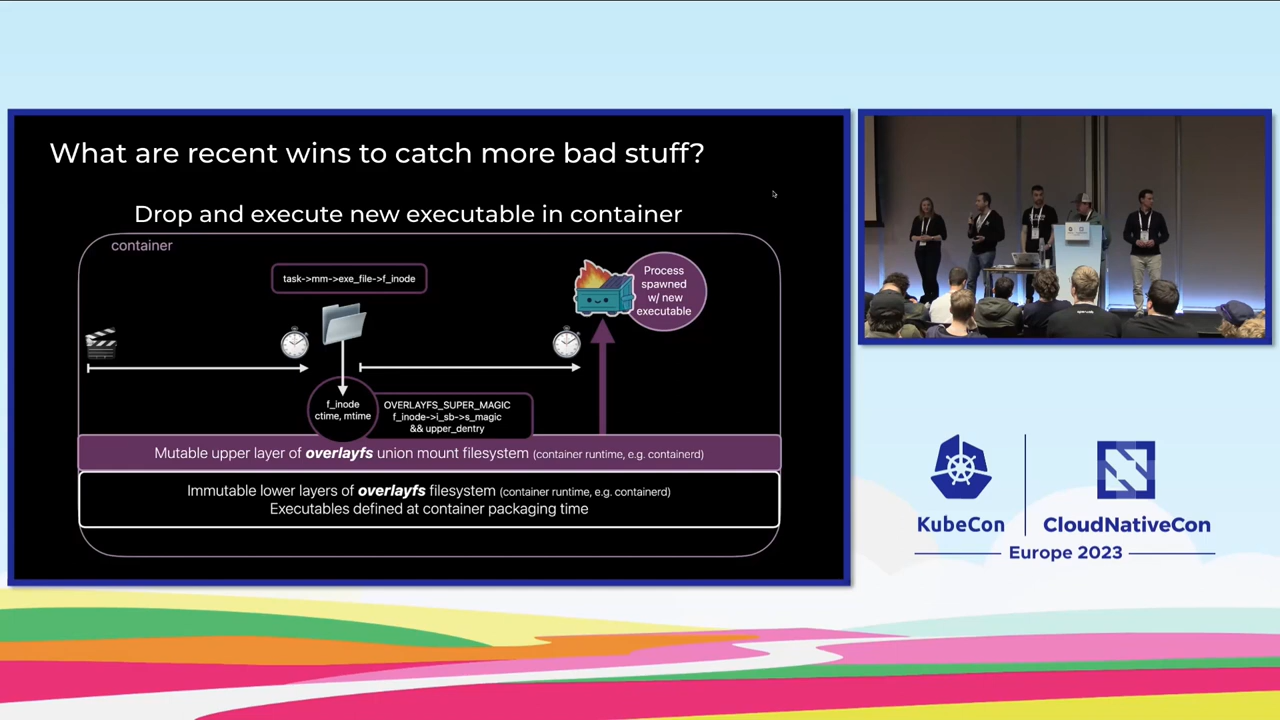 What are recent wins to catch more bad stuff?
Drop and execute new executable in container
container
task->mm->exe_file->f_inode
Process
spawned
w/ new
executable
f_inode
ctime, mtime
OVERLAYFS_SUPER_MAGIC
f_inode->i_sb->s_magic
&& upper_dentry
Mutable upper layer of overlayfs union mount filesystem (container runtime, e.g. containerd)
Immutable lower layers of overlayfs filesystem (container runtime, e.g. containerd)
Executables defined at container packaging time
KubeCon
CloudNativeCon
Europe 2023